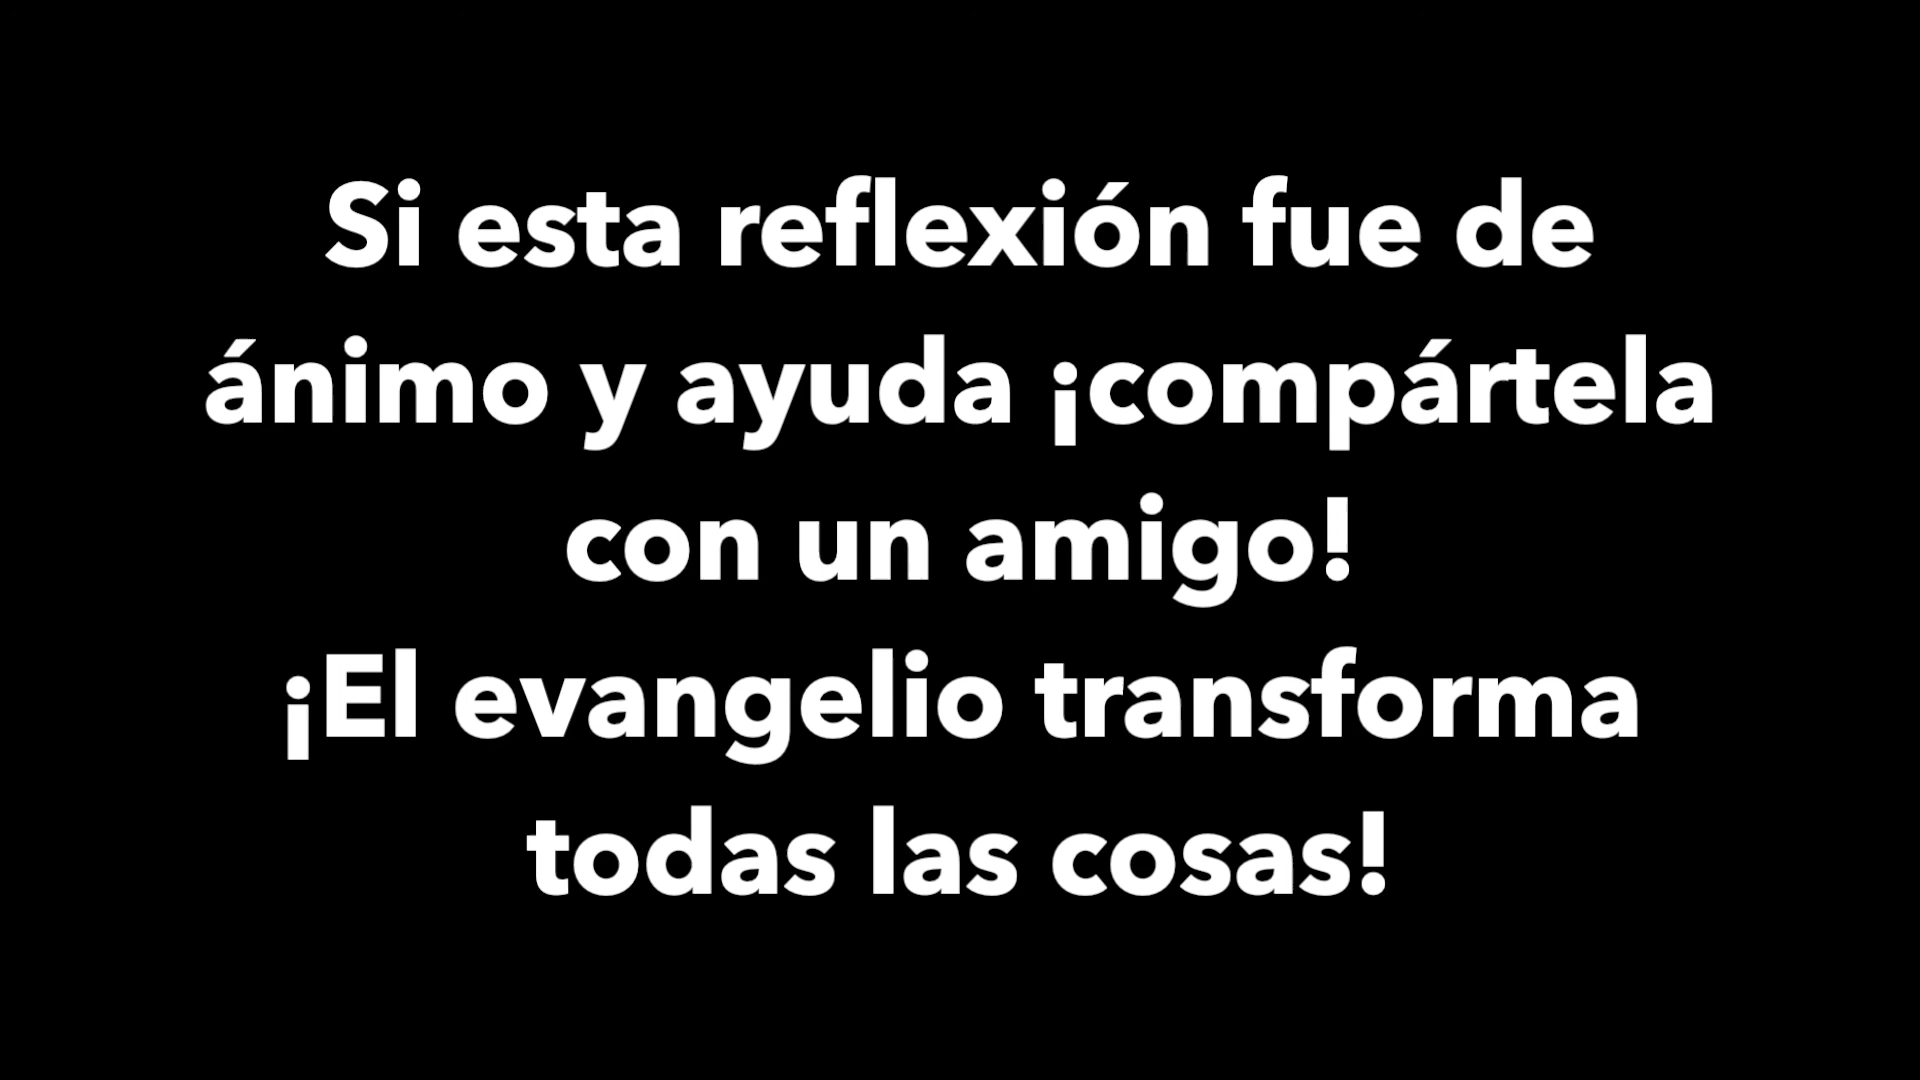 Si esta reflexión fue de
ánimo y ayuda ¡compártela
con un amigo!
¡El evangelio transforma
todas las cosas!